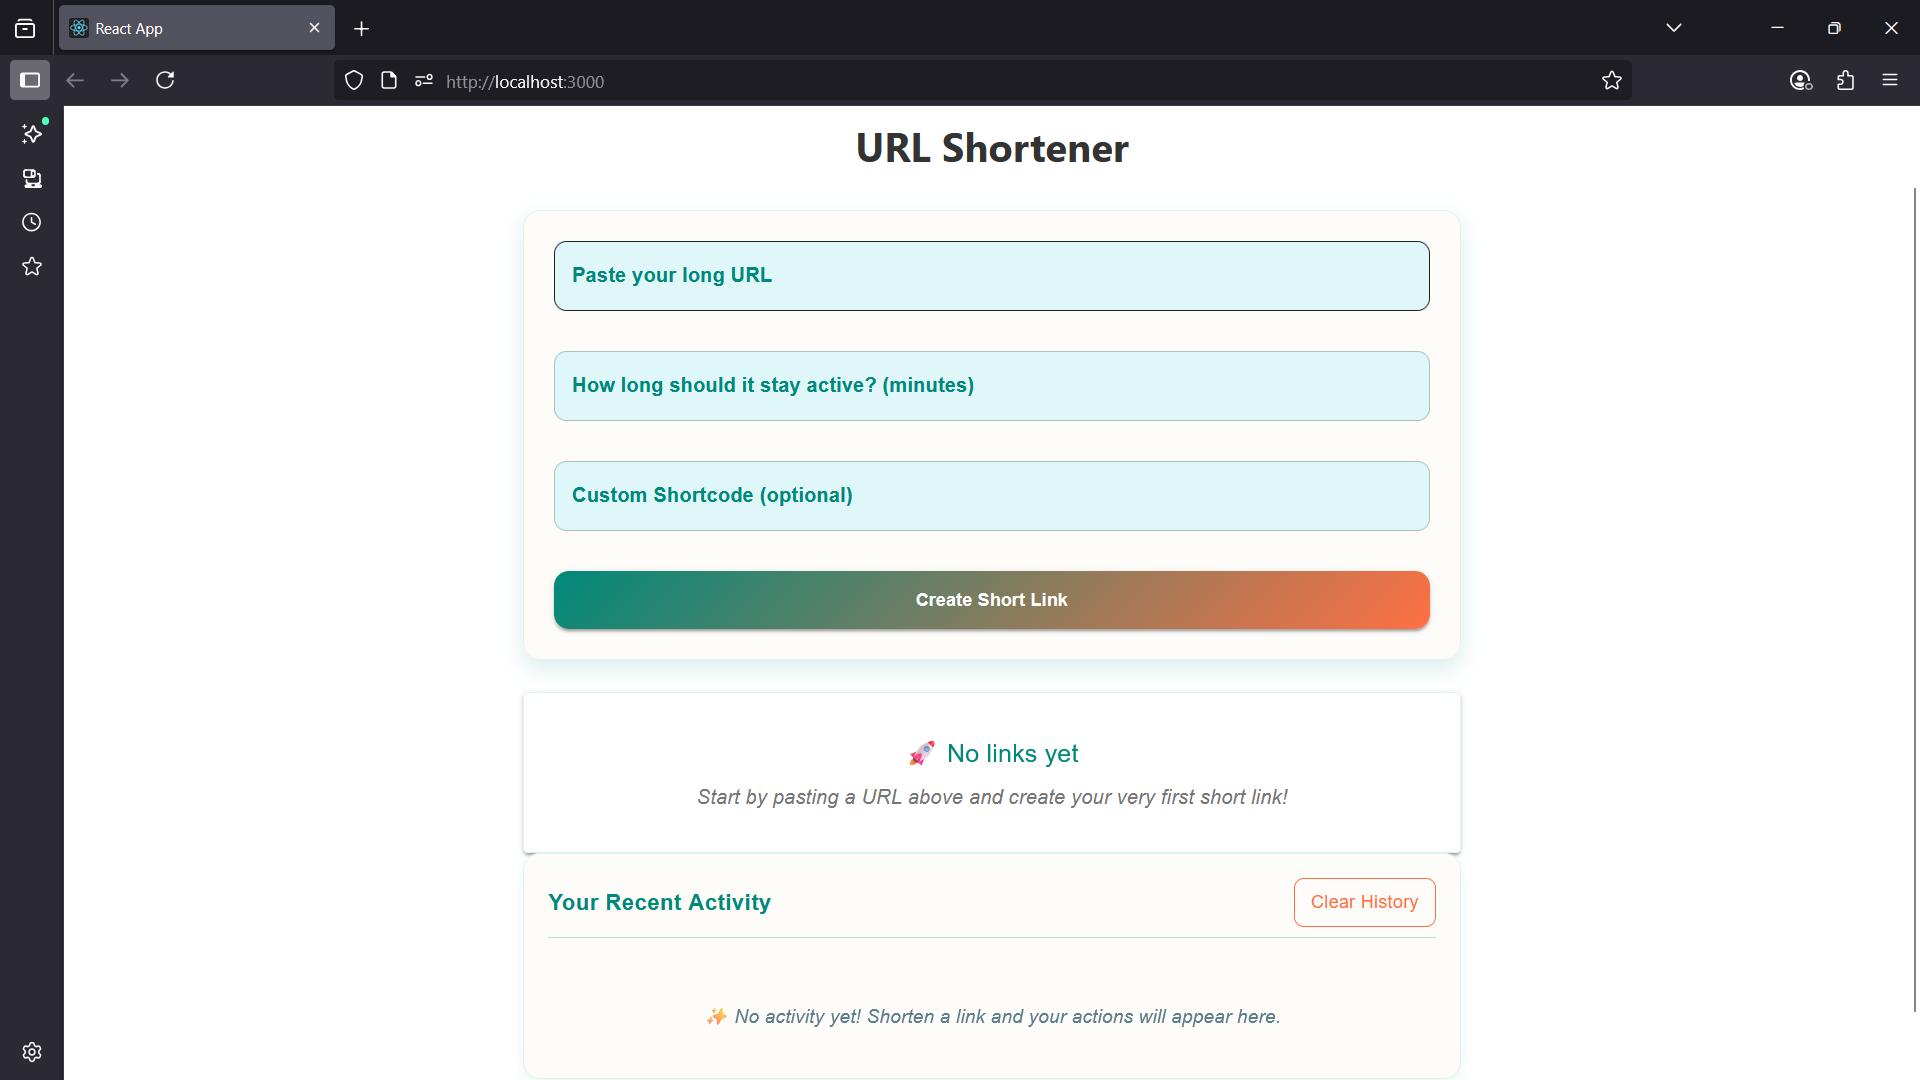 React App
http://localhost:3000
URL Shortener
Paste your long URL
How long should it stay active? (minutes)
Custom Shortcode (optional)
Create Short Link
🚀 No links yet
Start by pasting a URL above and create your very first short link!
Your Recent Activity
Clear History
✨ No activity yet! Shorten a link and your actions will appear here.